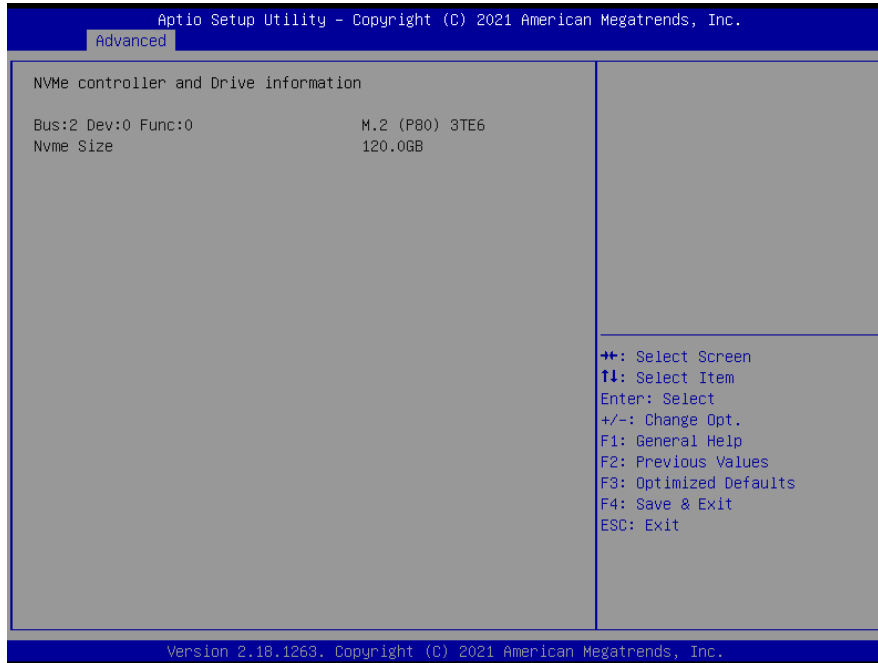 Aptio Setup Utility – Copyright (C) 2021 American Megatrends, Inc.
Advanced
NVMe controller and Drive information
Bus:2 Dev:0 Func:0 M.2 (P80) 3TE6
Nvme Size 120.0GB
→←: Select Screen
↑↓: Select Item
Enter: Select
+/-: Change Opt.
F1: General Help
F2: Previous Values
F3: Optimized Defaults
F4: Save & Exit
ESC: Exit
Version 2.18.1263. Copyright (C) 2021 American Megatrends, Inc.